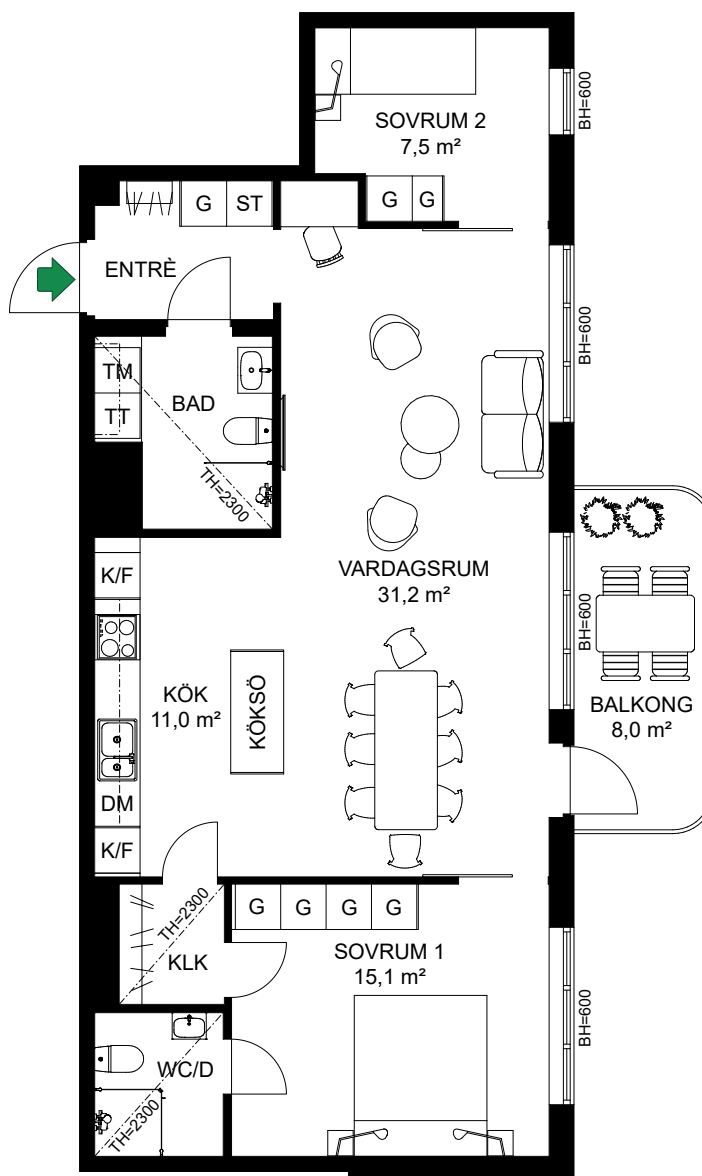 SOVRUM 2
7,5 m²
BH=600
G
G
G
ST
ENTRÈ
BH=600
TM
TT
BAD
TH=2300
K/F
VARDAGSRUM
31,2 m²
BH=600
KÖK
11,0 m²
KÖKSÖ
BALKONG
8,0 m²
DM
K/F
TH=2300
KLK
G
G
G
G
SOVRUM 1
15,1 m²
BH=600
WC/D
TH=2300